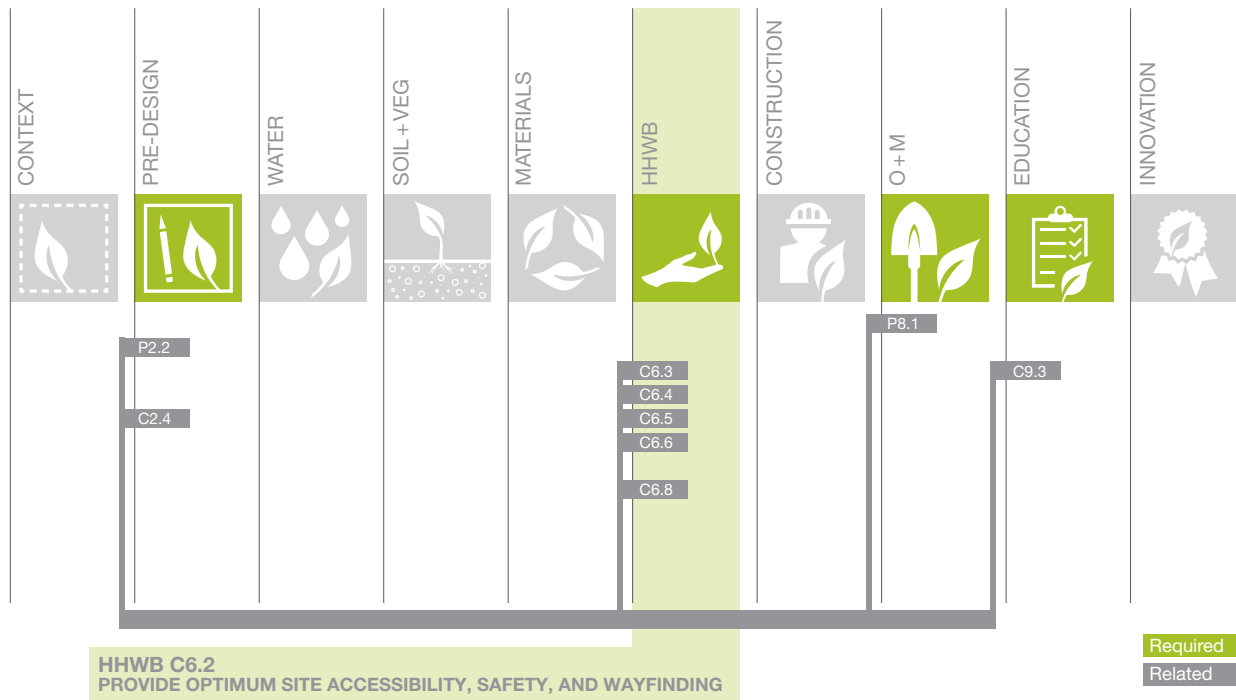 CONTEXT
PRE-DESIGN
WATER
SOIL + VEG
MATERIALS
HHWB
CONSTRUCTION
O + M
EDUCATION
INNOVATION
P8.1
P2.2
C6.3
C9.3
C6.4
C2.4
C6.5
C6.6
C6.8
HHWB C6.2
PROVIDE OPTIMUM SITE ACCESSIBILITY, SAFETY, AND WAYFINDING
Required
Related